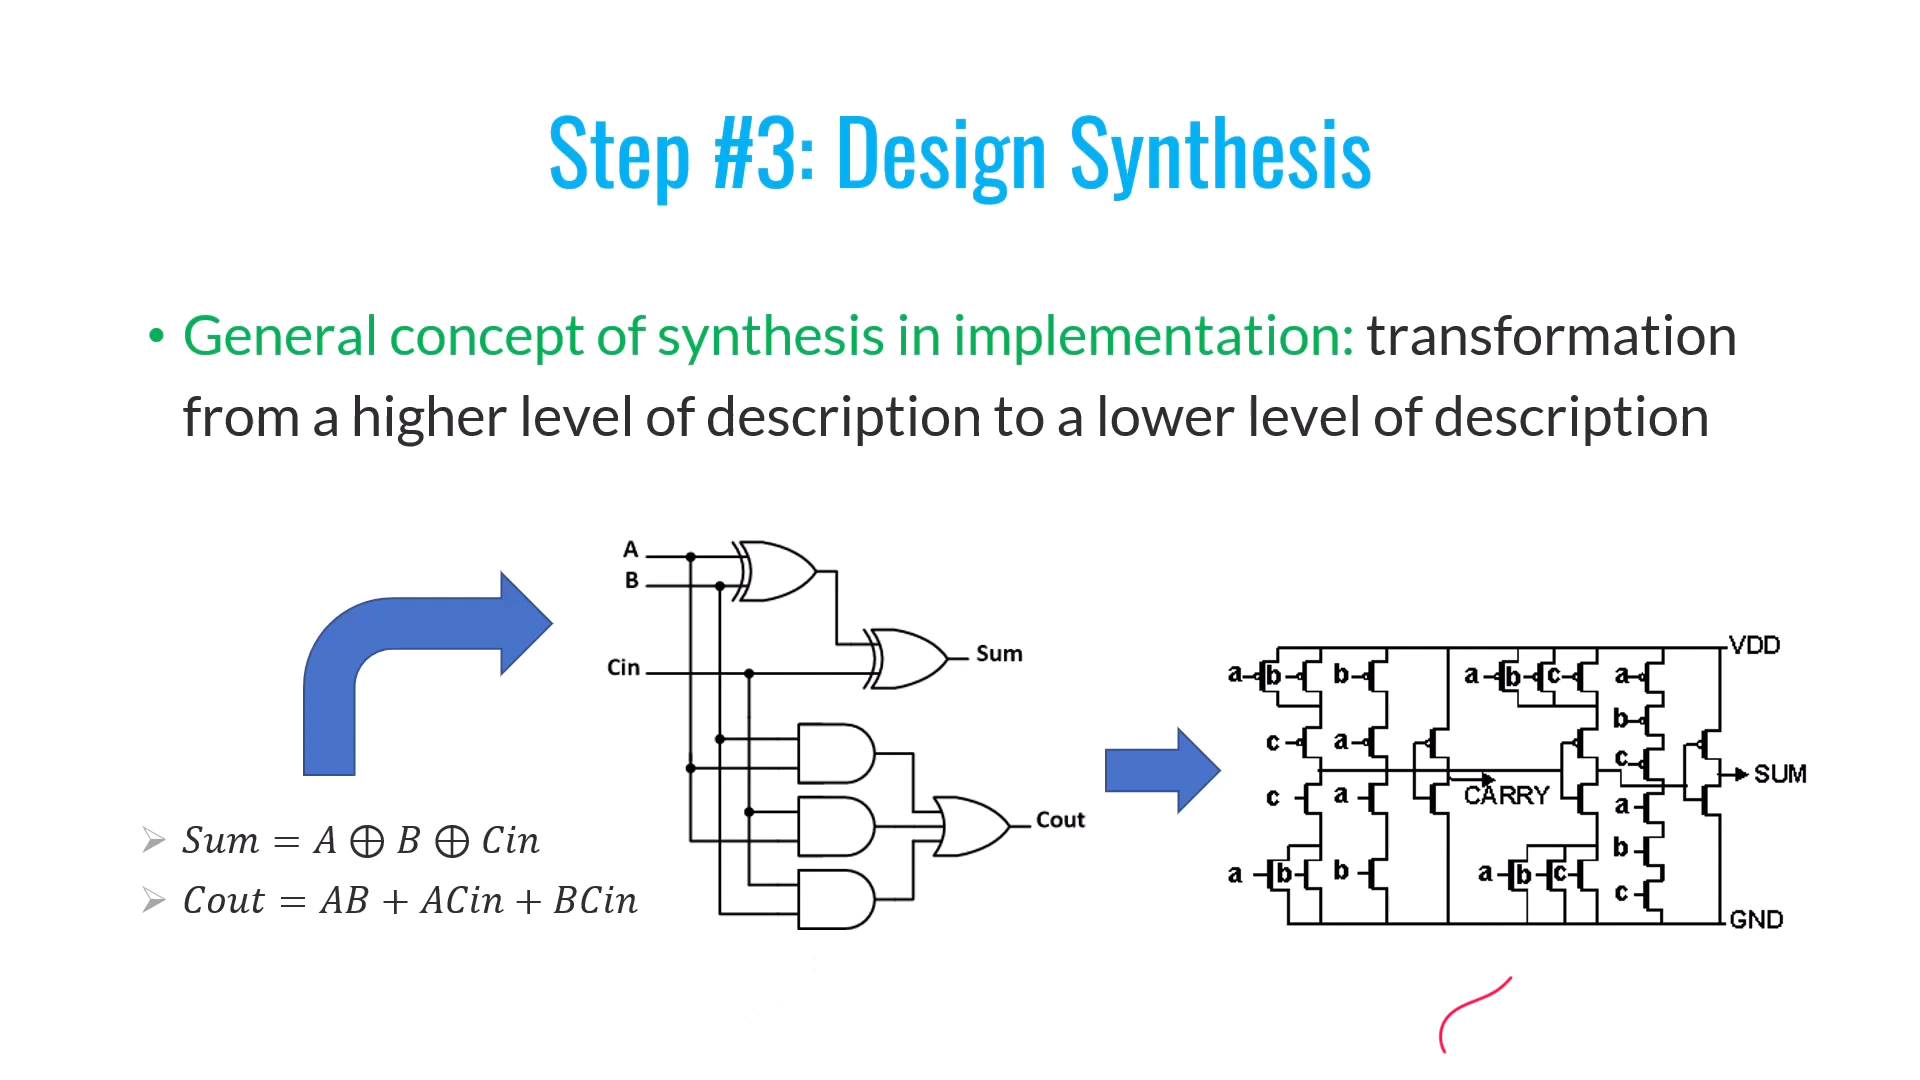 Step #3: Design Synthesis
• General concept of synthesis in implementation: transformation
from a higher level of description to a lower level of description
A
B
Cin
Sum
Cout
➢ Sum = A ⊕ B ⊕ Cin
➢ Cout = AB + ACin + BCin
VDD
a b b a b c a
b
c a c
SUM
CARRY
c a a
b
a b b a b c c
GND